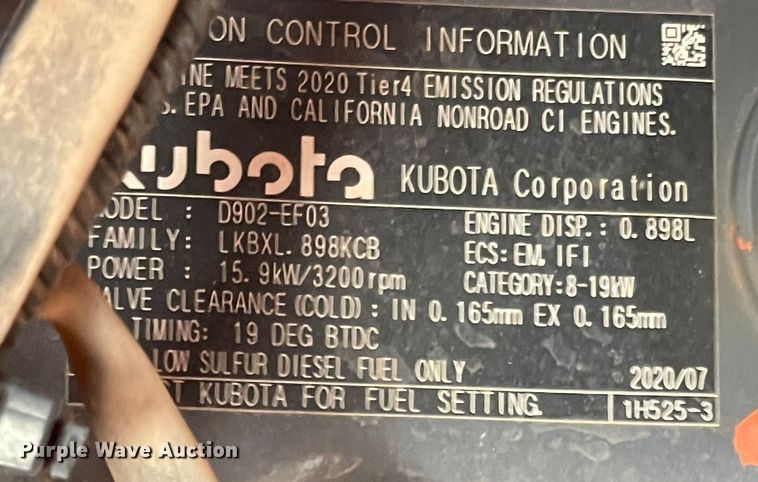 ON CONTROL INFORMATION
NE MEETS 2020 Tier4 EMISSION REGULATIONS
S. EPA AND CALIFORNIA NONROAD CI ENGINES.
Kubota KUBOTA Corporation
MODEL : D902-EF03
ENGINE DISP.: 0.898L
FAMILY: LKBXL.898KCB
ECS: EM, IFI
POWER : 15.9kW/3200rpm
CATEGORY:8-19kW
ALVE CLEARANCE(COLD): IN 0.165mm EX 0.165mm
TIMING: 19 DEG BTDC
LOW SULFUR DIESEL FUEL ONLY
2020/07
T KUBOTA FOR FUEL SETTING.
1H525-3
Purple Wave Auction